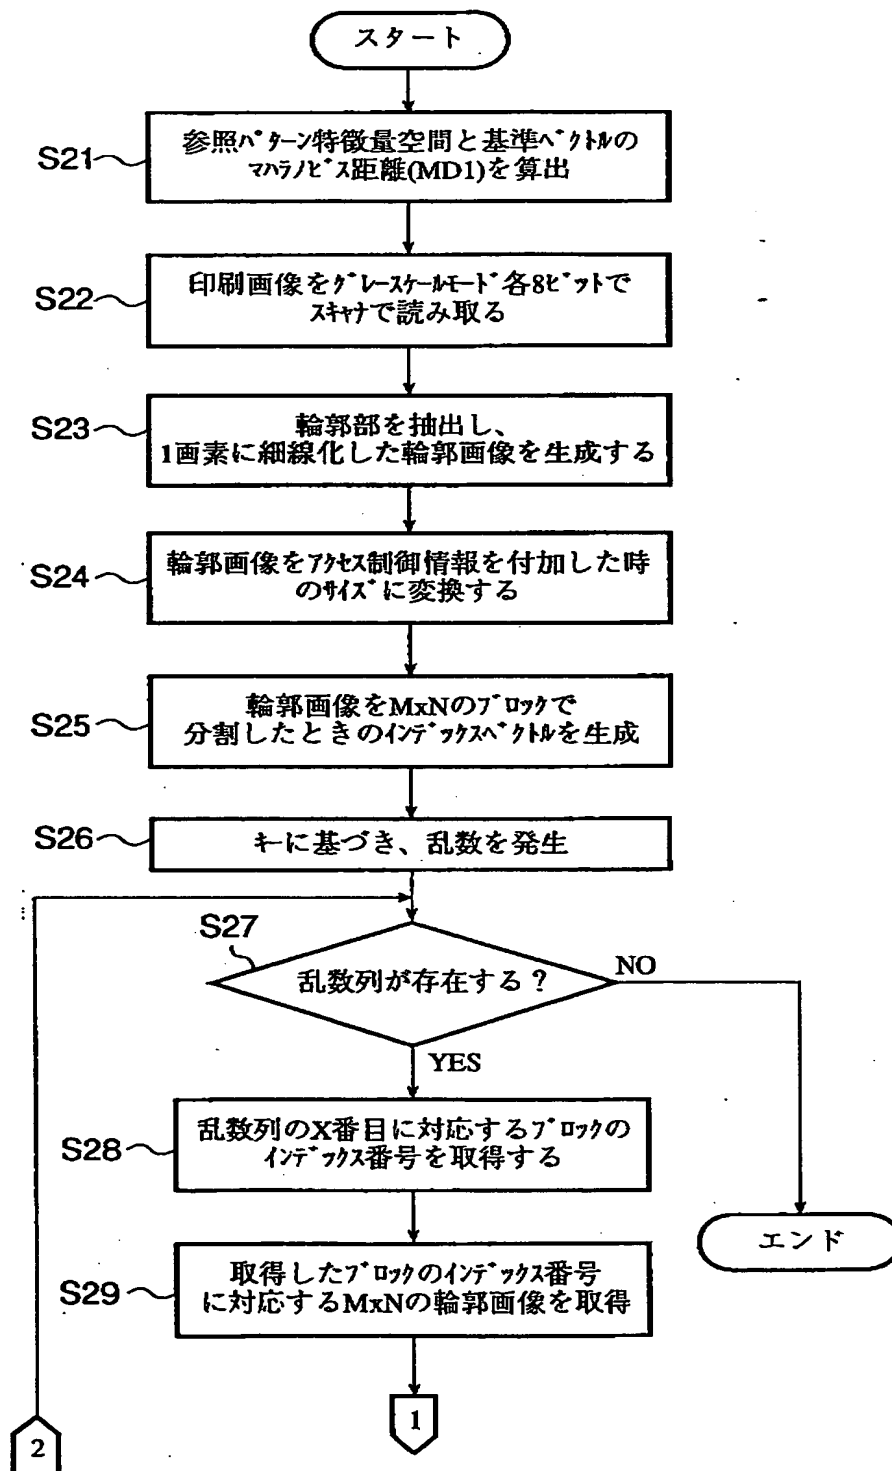 スタート
S21
参照パターン特徴量空間と基準ベクトルの
マハラノビス距離(MD1)を算出
S22
印刷画像をグレースケールモード各8ビットで
スキャナで読み取る
S23
輪郭部を抽出し、
1画素に細線化した輪郭画像を生成する
S24
輪郭画像をアクセス制御情報を付加した時
のサイズに変換する
S25
輪郭画像をMxNのブロックで
分割したときのインデックスベクトルを生成
S26
キーに基づき、乱数を発生
S27
乱数列が存在する?
NO
YES
S28
乱数列のX番目に対応するブロックの
インデックス番号を取得する
エンド
S29
取得したブロックのインデックス番号
に対応するMxNの輪郭画像を取得
1
2